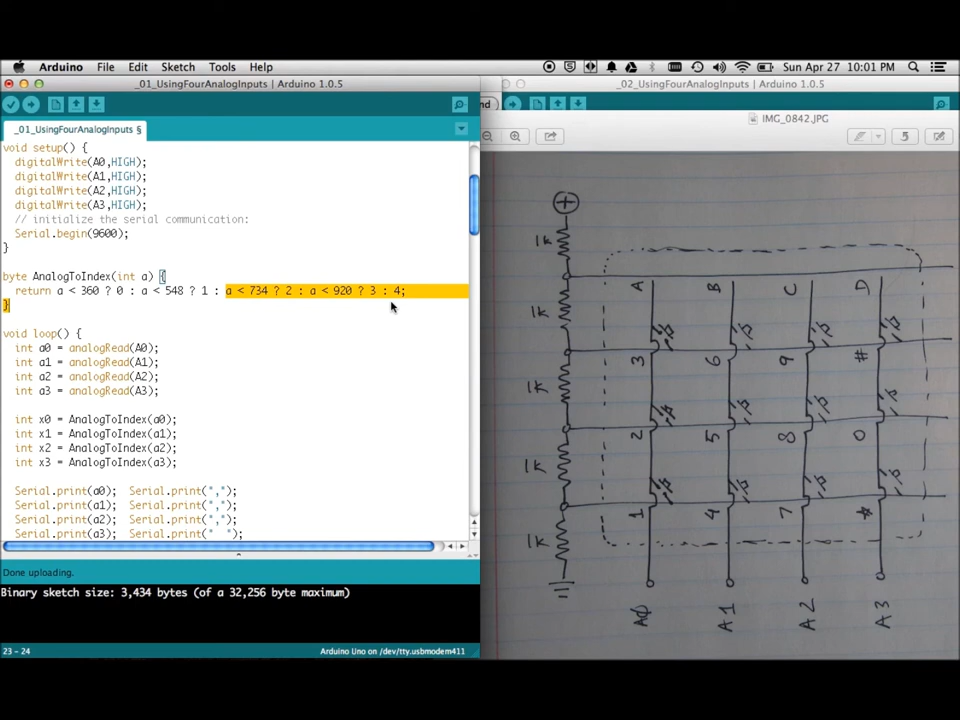 Arduino File Edit Sketch Tools Help Sun Apr 27 10:01 PM
_01_UsingFourAnalogInputs | Arduino 1.0.5
_02_UsingFourAnalogInputs | Arduino 1.0.5
nd
IMG_0842.JPG
5
_01_UsingFourAnalogInputs §
void setup() {
digitalWrite(A0,HIGH);
digitalWrite(A1,HIGH);
digitalWrite(A2,HIGH);
digitalWrite(A3,HIGH);
// initialize the serial communication:
Serial.begin(9600);
}
byte AnalogToIndex(int a) {
return a < 360 ? 0 : a < 548 ? 1 : a < 734 ? 2 : a < 920 ? 3 : 4;
}
void loop() {
int a0 = analogRead(A0);
int a1 = analogRead(A1);
int a2 = analogRead(A2);
int a3 = analogRead(A3);
int x0 = AnalogToIndex(a0);
int x1 = AnalogToIndex(a1);
int x2 = AnalogToIndex(a2);
int x3 = AnalogToIndex(a3);
Serial.print(a0); Serial.print(",");
Serial.print(a1); Serial.print(",");
Serial.print(a2); Serial.print(",");
Serial.print(a3); Serial.print(" ");
Done uploading.
Binary sketch size: 3,434 bytes (of a 32,256 byte maximum)
23 - 24
Arduino Uno on /dev/tty.usbmodem411
+
1K
1K
A B C D
1K
3 6 9 #
1K
2 5 8 0
1K
1 4 7 *
A0 A1 A2 A3